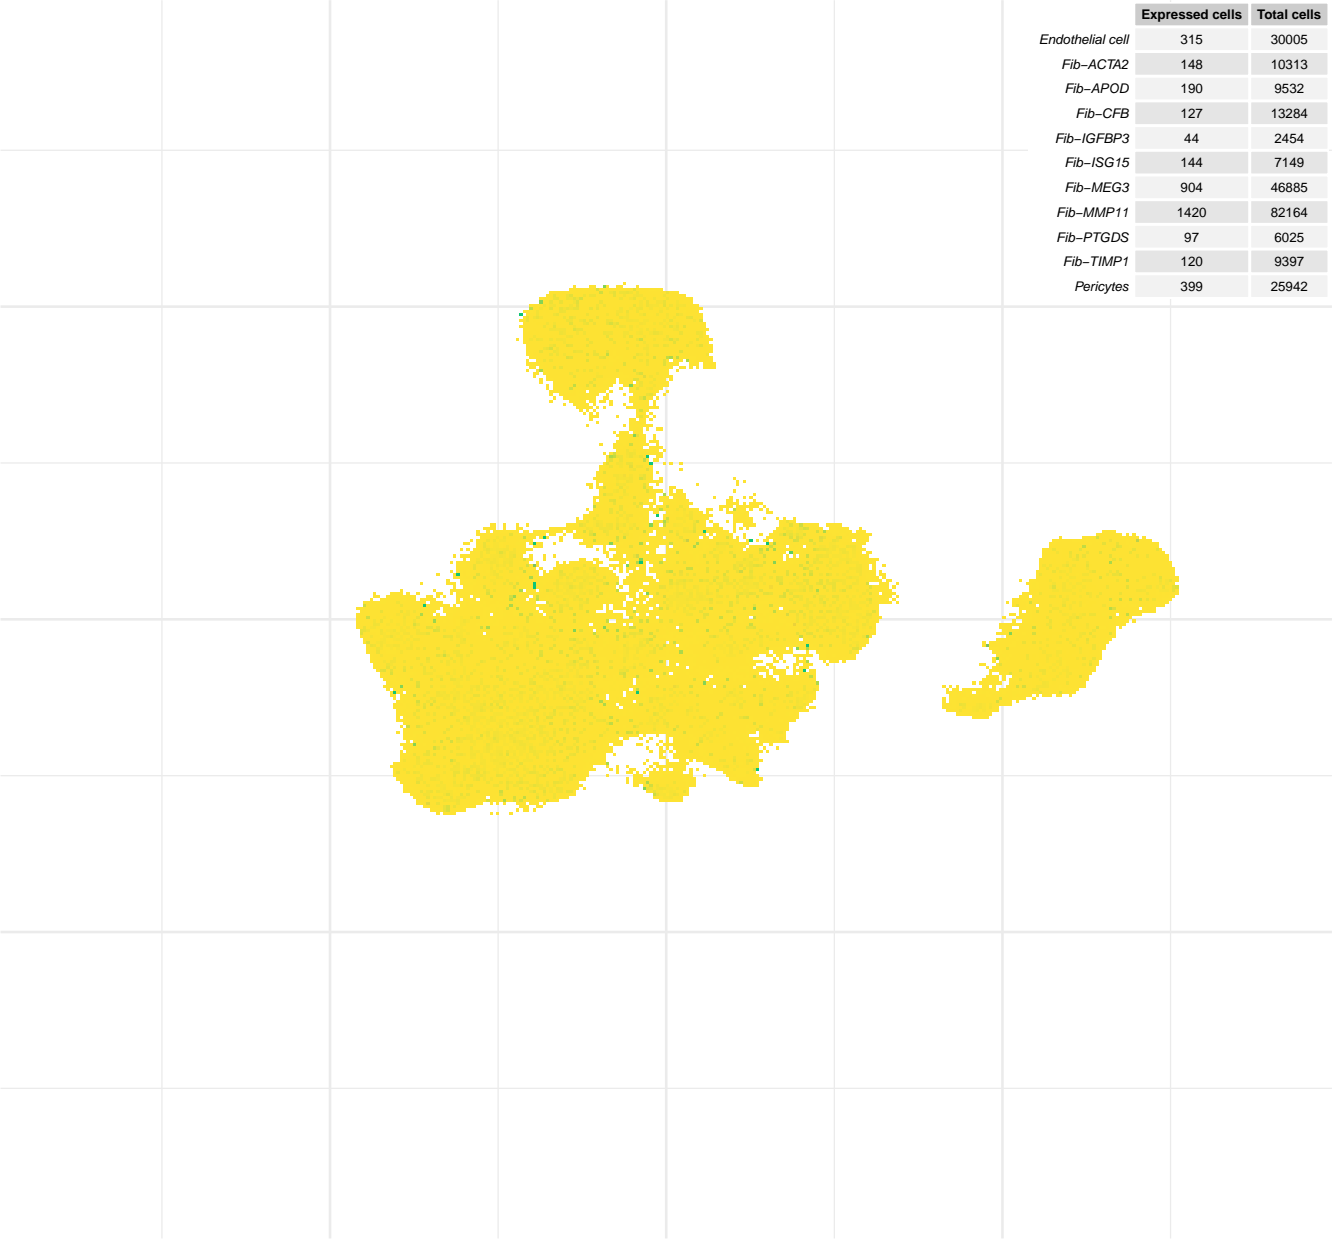 Expressed cells Total cells
Endothelial cell 315 30005
Fib−ACTA2 148 10313
Fib−APOD 190 9532
Fib−CFB 127 13284
Fib−IGFBP3 44 2454
Fib−ISG15 144 7149
Fib−MEG3 904 46885
Fib−MMP11 1420 82164
Fib−PTGDS 97 6025
Fib−TIMP1 120 9397
Pericytes 399 25942